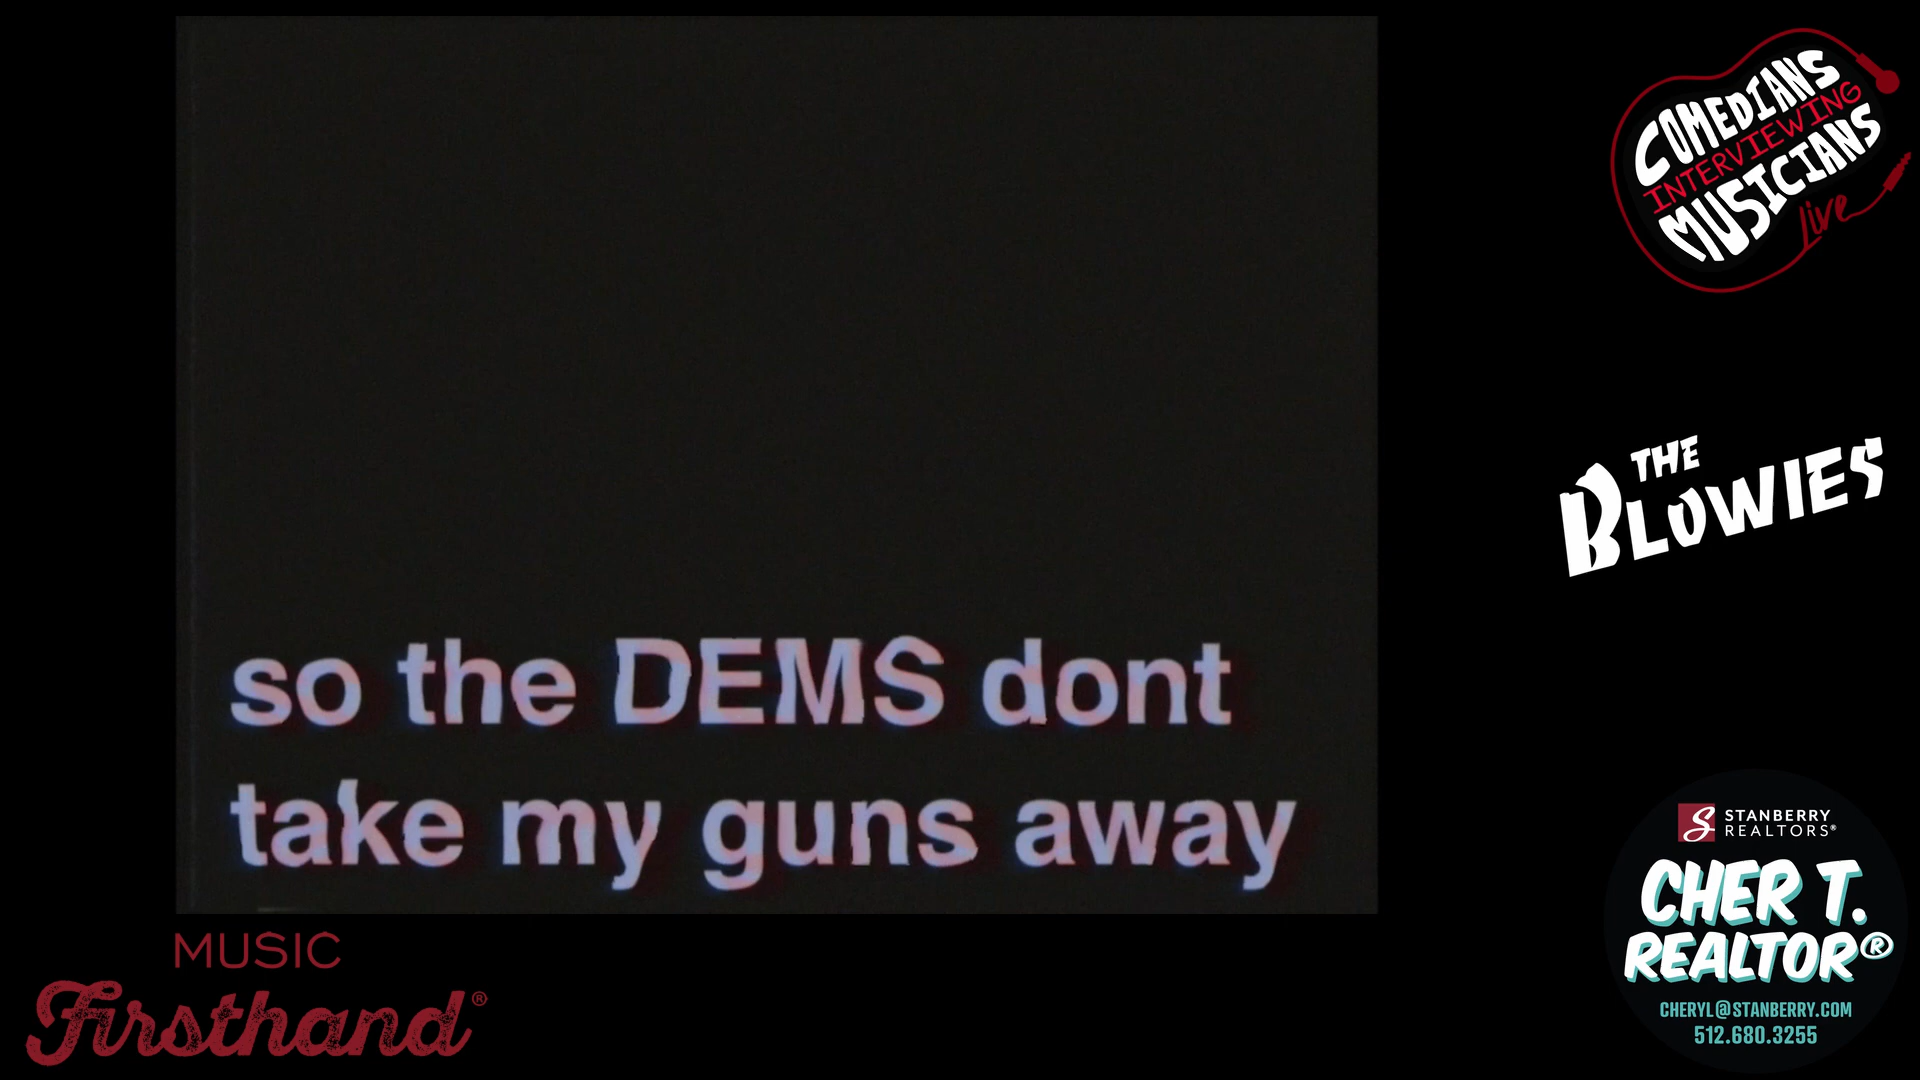 so the DEMS dont
take my guns away
COMEDIANS
INTERVIEWING
MUSICIANS
Live
THE
BLOWIES
MUSIC
Firsthand®
S STANBERRY
REALTORS®
CHER T.
REALTOR®
CHERYL@STANBERRY.COM
512.680.3255